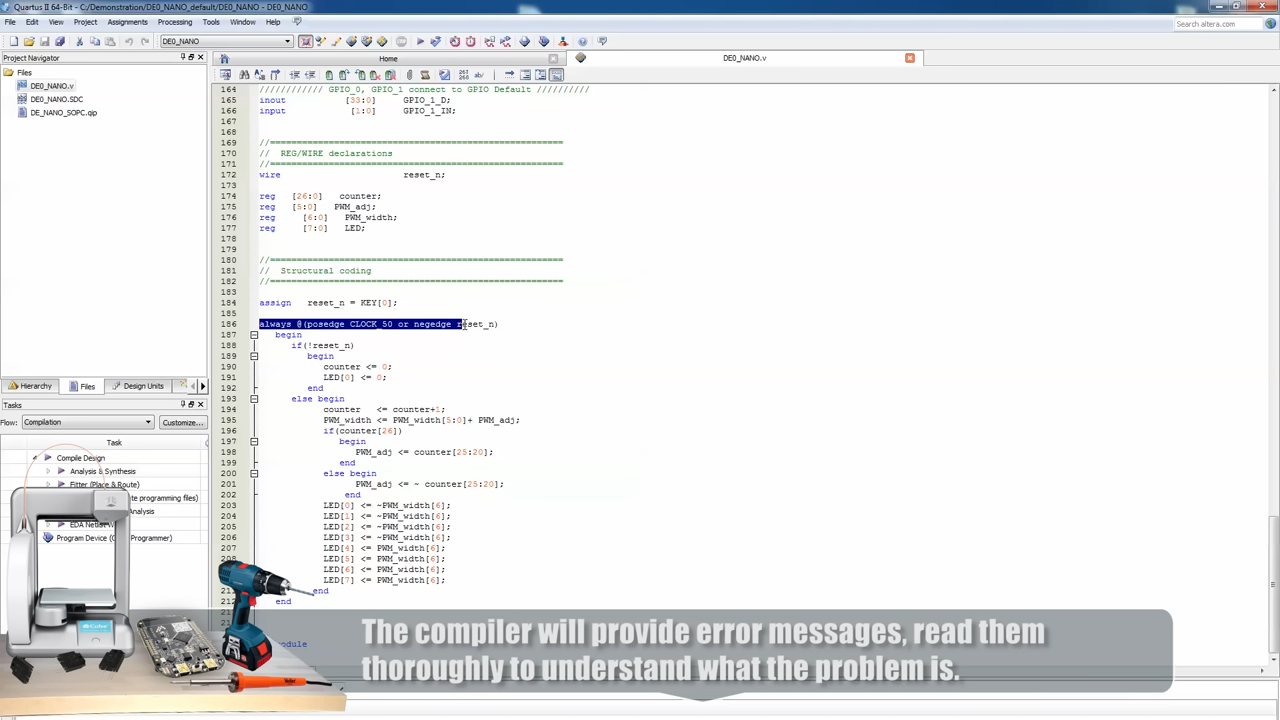 Quartus II 64-Bit - C:/Demonstration/DE0_NANO_default/DE0_NANO - DE0_NANO
File Edit View Project Assignments Processing Tools Window Help
Search altera.com
DE0_NANO
Project Navigator
Home
DE0_NANO.v
Files
DE0_NANO.v
DE0_NANO.SDC
DE_NANO_SOPC.qip
164 //////////// GPIO_0, GPIO_1 connect to GPIO Default //////////
165 inout [33:0] GPIO_1_D;
166 input [1:0] GPIO_1_IN;
167
168
169 //=======================================================
170 // REG/WIRE declarations
171 //=======================================================
172 wire reset_n;
173
174 reg [26:0] counter;
175 reg [5:0] PWM_adj;
176 reg [6:0] PWM_width;
177 reg [7:0] LED;
178
179
180 //=======================================================
181 // Structural coding
182 //=======================================================
183
184 assign reset_n = KEY[0];
185
186 always @(posedge CLOCK_50 or negedge reset_n)
187 begin
188 if(!reset_n)
189 begin
190 counter <= 0;
191 LED[0] <= 0;
192 end
193 else begin
194 counter <= counter+1;
195 PWM_width <= PWM_width[5:0]+ PWM_adj;
196 if(counter[26])
197 begin
198 PWM_adj <= counter[25:20];
199 end
200 else begin
201 PWM_adj <= ~ counter[25:20];
202 end
203 LED[0] <= ~PWM_width[6];
204 LED[1] <= ~PWM_width[6];
205 LED[2] <= ~PWM_width[6];
206 LED[3] <= ~PWM_width[6];
207 LED[4] <= PWM_width[6];
208 LED[5] <= PWM_width[6];
LED[6] <= PWM_width[6];
LED[7] <= PWM_width[6];
211 end
212 end
Hierarchy Files Design Units
Tasks
Flow: Compilation Customize...
Task
Compile Design
Analysis & Synthesis
Fitter (Place & Route)
te programming files)
EDA Netlist
Program Device (
Programmer)
The compiler will provide error messages, read them
thoroughly to understand what the problem is.